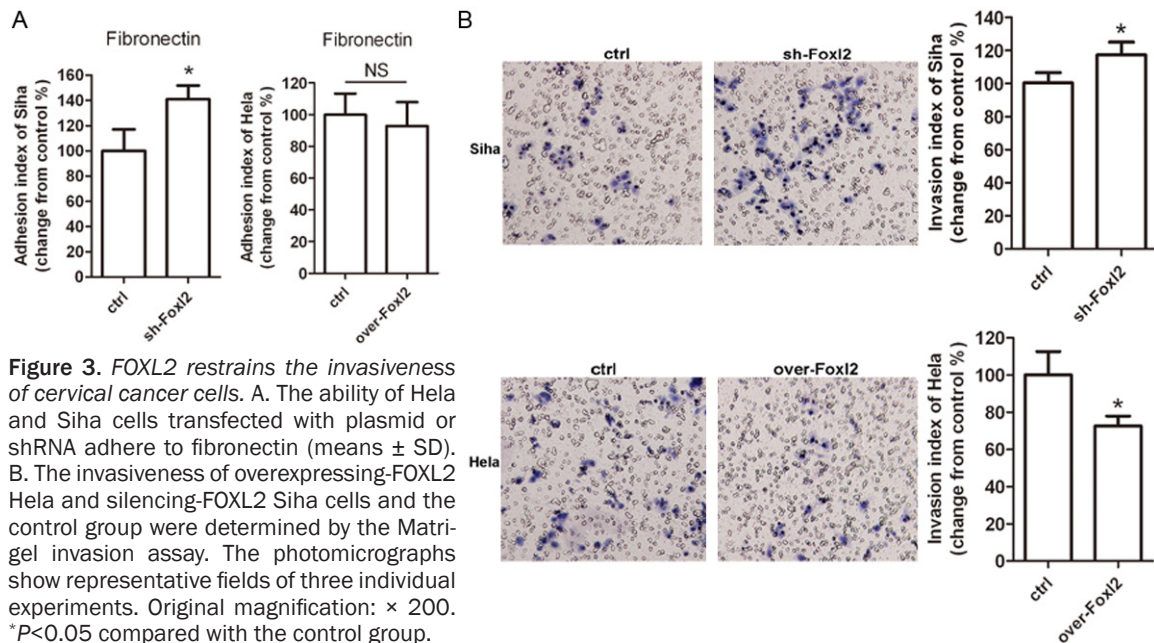 A
Fibronectin
Adhesion index of Siha
(change from control %)
160
140
120
100
80
60
40
20
0
*
ctrl
sh-Foxl2
Fibronectin
Adhesion index of Hela
(change from control %)
140
120
100
80
60
40
20
0
NS
ctrl
over-Foxl2
B
ctrl
sh-Foxl2
Siha
Invasion index of Siha
(change from control %)
140
120
100
80
60
40
20
0
*
ctrl
sh-Foxl2
ctrl
over-Foxl2
Hela
Invasion index of Hela
(change from control %)
120
100
80
60
40
20
0
*
ctrl
over-Foxl2
Figure 3. FOXL2 restrains the invasiveness
of cervical cancer cells. A. The ability of Hela
and Siha cells transfected with plasmid or
shRNA adhere to fibronectin (means ± SD).
B. The invasiveness of overexpressing-FOXL2
Hela and silencing-FOXL2 Siha cells and the
control group were determined by the Matri-
gel invasion assay. The photomicrographs
show representative fields of three individual
experiments. Original magnification: × 200.
*P<0.05 compared with the control group.